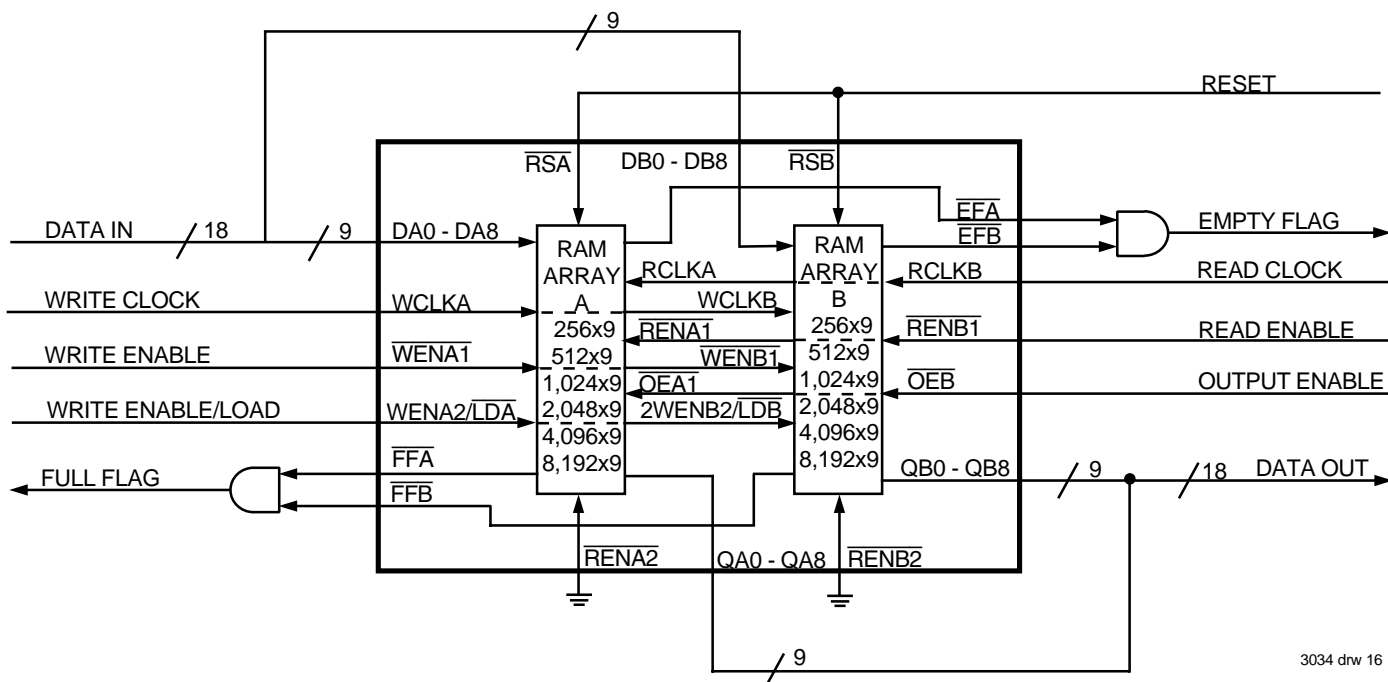 9
RESET
RSA
DB0 - DB8
RSB
DATA IN
18
9
DA0 - DA8
RAM
ARRAY
A
256x9
512x9
1,024x9
2,048x9
4,096x9
8,192x9
RAM
ARRAY
B
256x9
512x9
1,024x9
2,048x9
4,096x9
8,192x9
EFA
EFB
EMPTY FLAG
RCLKA
RCLKB
READ CLOCK
WRITE CLOCK
WCLKA
WCLKB
RENA1
RENB1
READ ENABLE
WRITE ENABLE
WENA1
WENB1
OEA1
OEB
OUTPUT ENABLE
WRITE ENABLE/LOAD
WENA2/LDA
2WENB2/LDB
FFA
FULL FLAG
FFB
QB0 - QB8
9
18
DATA OUT
RENA2
QA0 - QA8
RENB2
9
3034 drw 16